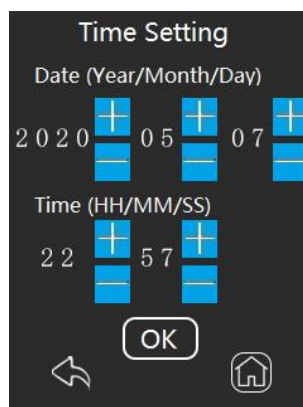 Time Setting
Date (Year/Month/Day)
2020 05 07
Time (HH/MM/SS)
22 57
OK